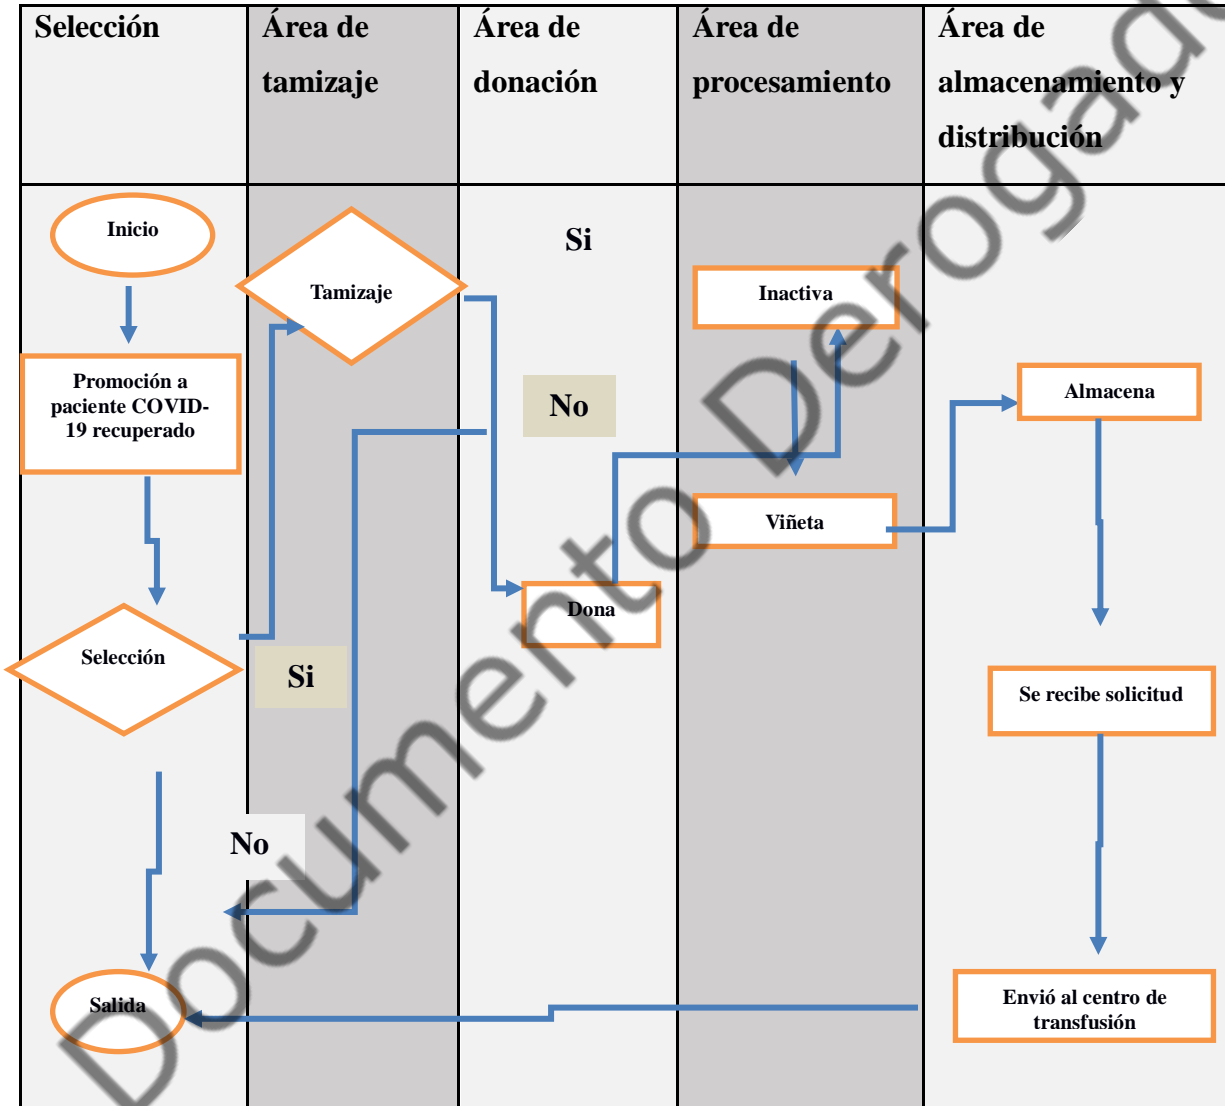 Selección
Área de
tamizaje
Área de
donación
Área de
procesamiento
Área de
almacenamiento y
distribución
Inicio
Promoción a
paciente COVID-
19 recuperado
Selección
No
Salida
Tamizaje
Si
Si
No
Dona
Inactiva
Viñeta
Almacena
Se recibe solicitud
Envió al centro de
transfusión
Documento Derogado